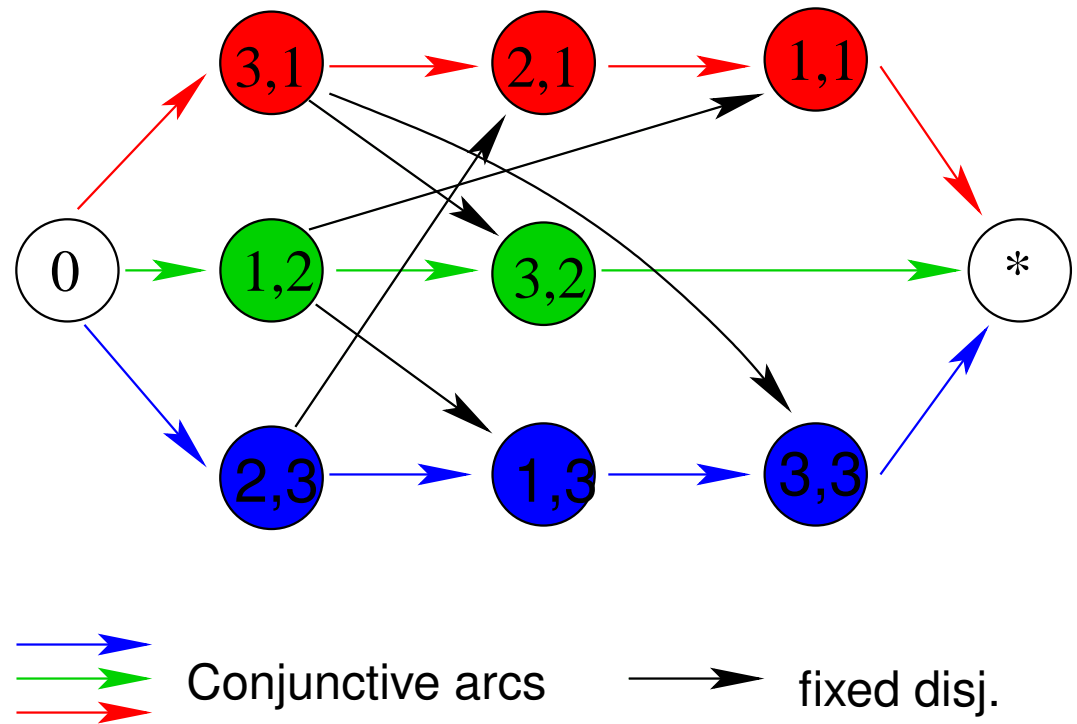 3,1 2,1 1,1
0 1,2 3,2 *
2,3 1,3 3,3
Conjunctive arcs fixed disj.